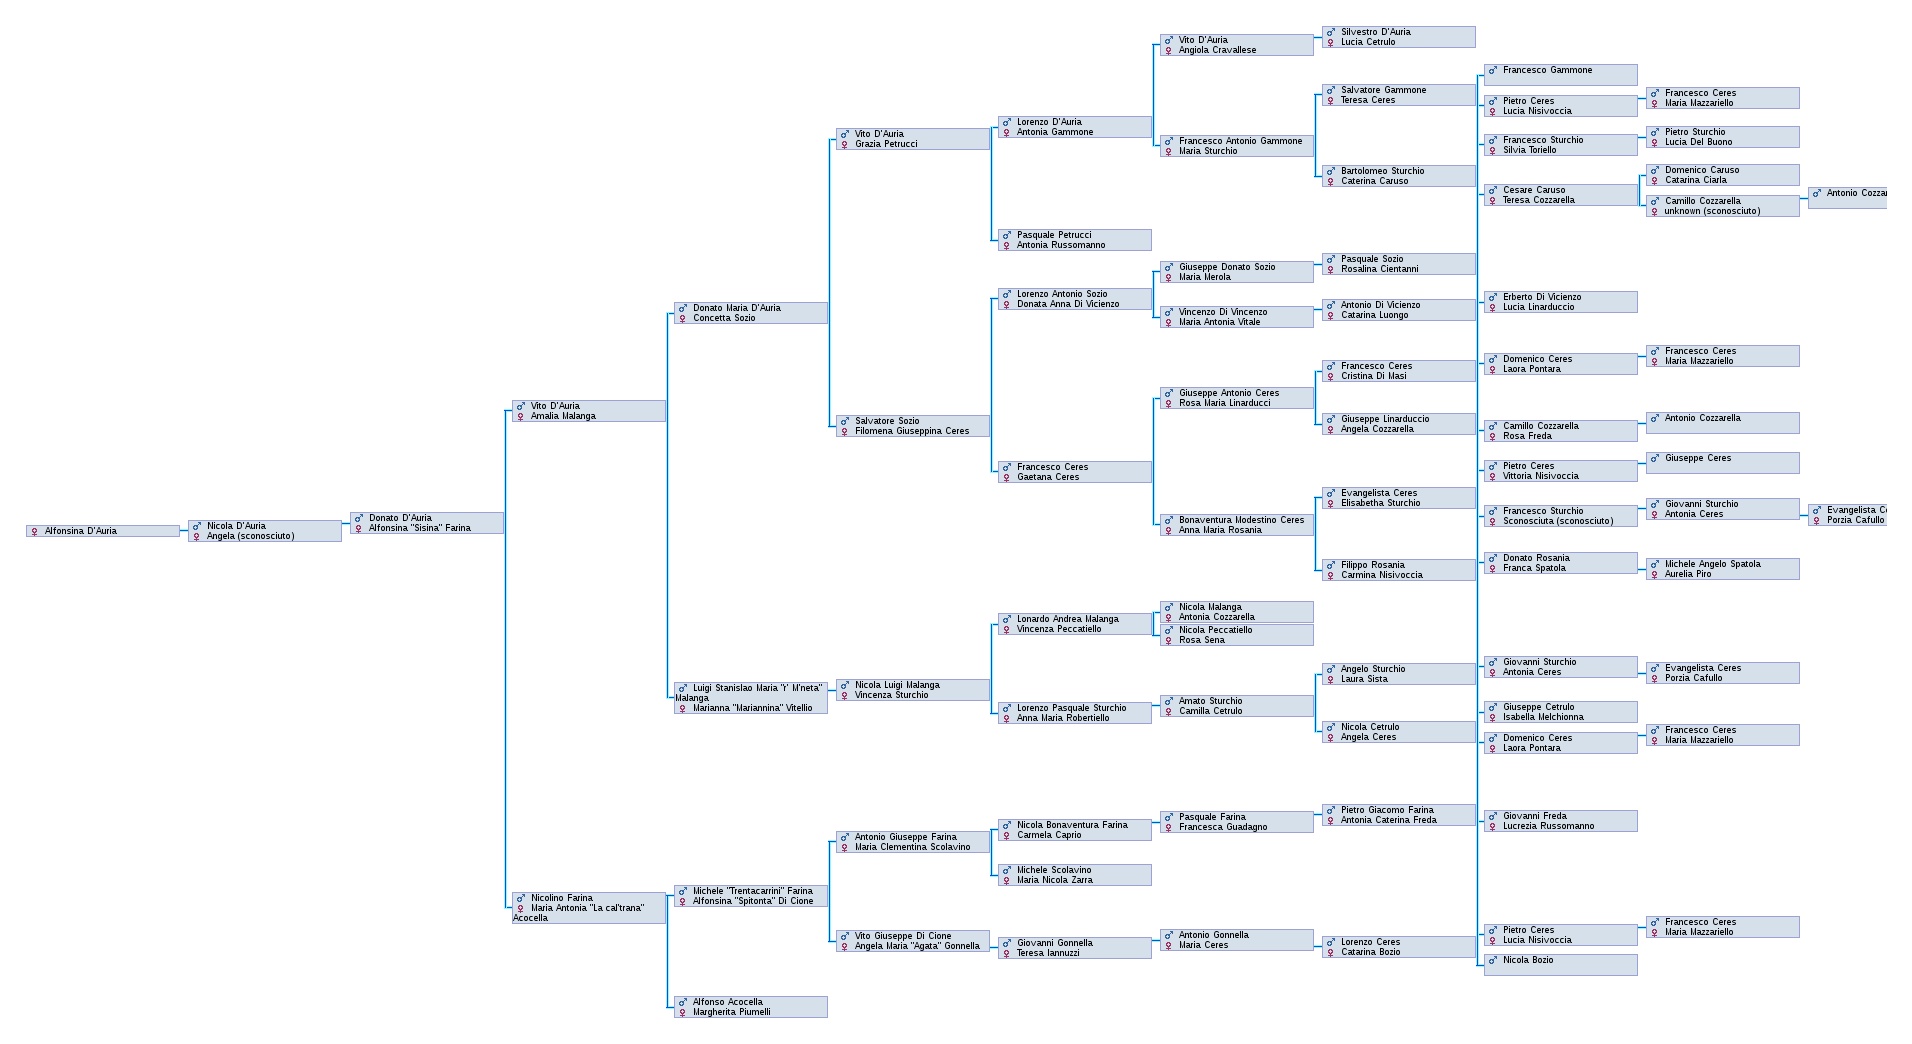 Alfonsina D'Auria
Nicola D'Auria
Angela (sconosciuto)
Donato D'Auria
Alfonsina "Sisina" Farina
Vito D'Auria
Amalia Malanga
Nicolino Farina
Maria Antonia "La cal'trana"
Acocella
Donato Maria D'Auria
Concetta Sozio
Luigi Stanislao Maria "r' M'neta"
Malanga
Marianna "Mariannina" Vitellio
Michele "Trentacarrini" Farina
Alfonsina "Spitonta" Di Cione
Alfonso Acocella
Margherita Piumelli
Vito D'Auria
Grazia Petrucci
Salvatore Sozio
Filomena Giuseppina Ceres
Nicola Luigi Malanga
Vincenza Sturchio
Antonio Giuseppe Farina
Maria Clementina Scolavino
Vito Giuseppe Di Cione
Angela Maria "Agata" Gonnella
Lorenzo D'Auria
Antonia Gammone
Pasquale Petrucci
Antonia Russomanno
Lorenzo Antonio Sozio
Donata Anna Di Vicienzo
Francesco Ceres
Gaetana Ceres
Lonardo Andrea Malanga
Vincenza Peccatiello
Lorenzo Pasquale Sturchio
Anna Maria Robertiello
Nicola Bonaventura Farina
Carmela Caprio
Michele Scolavino
Maria Nicola Zarra
Giovanni Gonnella
Teresa Iannuzzi
Vito D'Auria
Angiola Cravallese
Francesco Antonio Gammone
Maria Sturchio
Giuseppe Donato Sozio
Maria Merola
Vincenzo Di Vincenzo
Maria Antonia Vitale
Giuseppe Antonio Ceres
Rosa Maria Linarducci
Bonaventura Modestino Ceres
Anna Maria Rosania
Nicola Malanga
Antonia Cozzarella
Nicola Peccatiello
Rosa Sena
Amato Sturchio
Camilla Cetrulo
Pasquale Farina
Francesca Guadagno
Antonio Gonnella
Maria Ceres
Silvestro D'Auria
Lucia Cetrulo
Salvatore Gammone
Teresa Ceres
Bartolomeo Sturchio
Caterina Caruso
Pasquale Sozio
Rosalina Cientanni
Antonio Di Vicienzo
Catarina Luongo
Francesco Ceres
Cristina Di Masi
Giuseppe Linarduccio
Angela Cozzarella
Evangelista Ceres
Elisabetha Sturchio
Filippo Rosania
Carmina Nisivoccia
Angelo Sturchio
Laura Sista
Nicola Cetrulo
Angela Ceres
Pietro Giacomo Farina
Antonia Caterina Freda
Lorenzo Ceres
Catarina Bozio
Francesco Gammone
Pietro Ceres
Lucia Nisivoccia
Francesco Sturchio
Silvia Toriello
Cesare Caruso
Teresa Cozzarella
Erberto Di Vicienzo
Lucia Linarduccio
Domenico Ceres
Laora Pontara
Camillo Cozzarella
Rosa Freda
Pietro Ceres
Vittoria Nisivoccia
Francesco Sturchio
Sconosciuta (sconosciuto)
Donato Rosania
Franca Spatola
Giovanni Sturchio
Antonia Ceres
Giuseppe Cetrulo
Isabella Melchionna
Domenico Ceres
Laora Pontara
Giovanni Freda
Lucrezia Russomanno
Pietro Ceres
Lucia Nisivoccia
Nicola Bozio
Francesco Ceres
Maria Mazzariello
Pietro Sturchio
Lucia Del Buono
Domenico Caruso
Catarina Ciarla
Camillo Cozzarella
unknown (sconosciuto)
Francesco Ceres
Maria Mazzariello
Antonio Cozzarella
Giuseppe Ceres
Giovanni Sturchio
Antonia Ceres
Michele Angelo Spatola
Aurelia Piro
Evangelista Ceres
Porzia Cafullo
Francesco Ceres
Maria Mazzariello
Francesco Ceres
Maria Mazzariello
Antonio Cozzar
Evangelista Ce
Porzia Cafullo